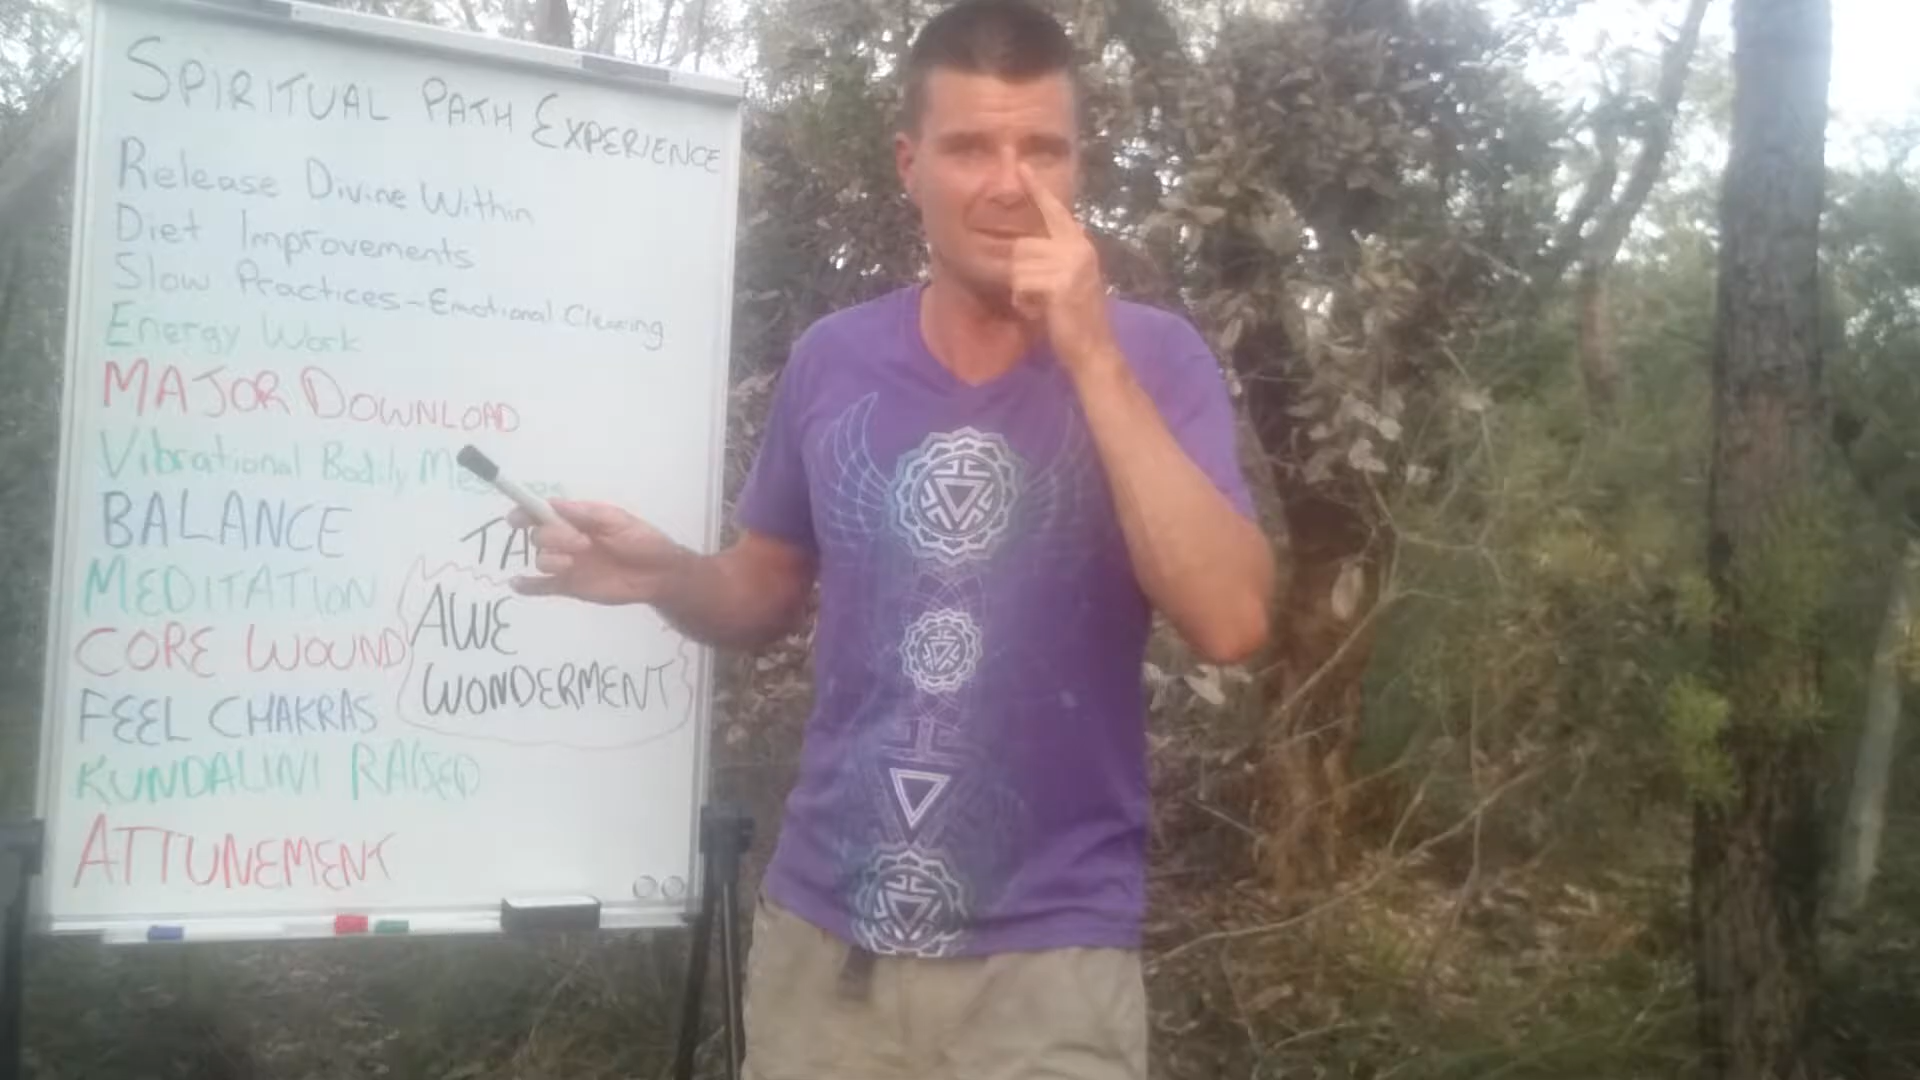 SPIRITUAL PATH EXPERIENCE
Release Divine Within
Diet Improvements
Slow Practices-Emotional Clearing
Energy Work
MAJOR DOWNLOAD
Vibrational Bodily
BALANCE
MEDITATION
CORE WOUND
FEEL CHAKRAS
KUNDALINI RAISED
ATTUNEMENT
AWE
WONDERMENT